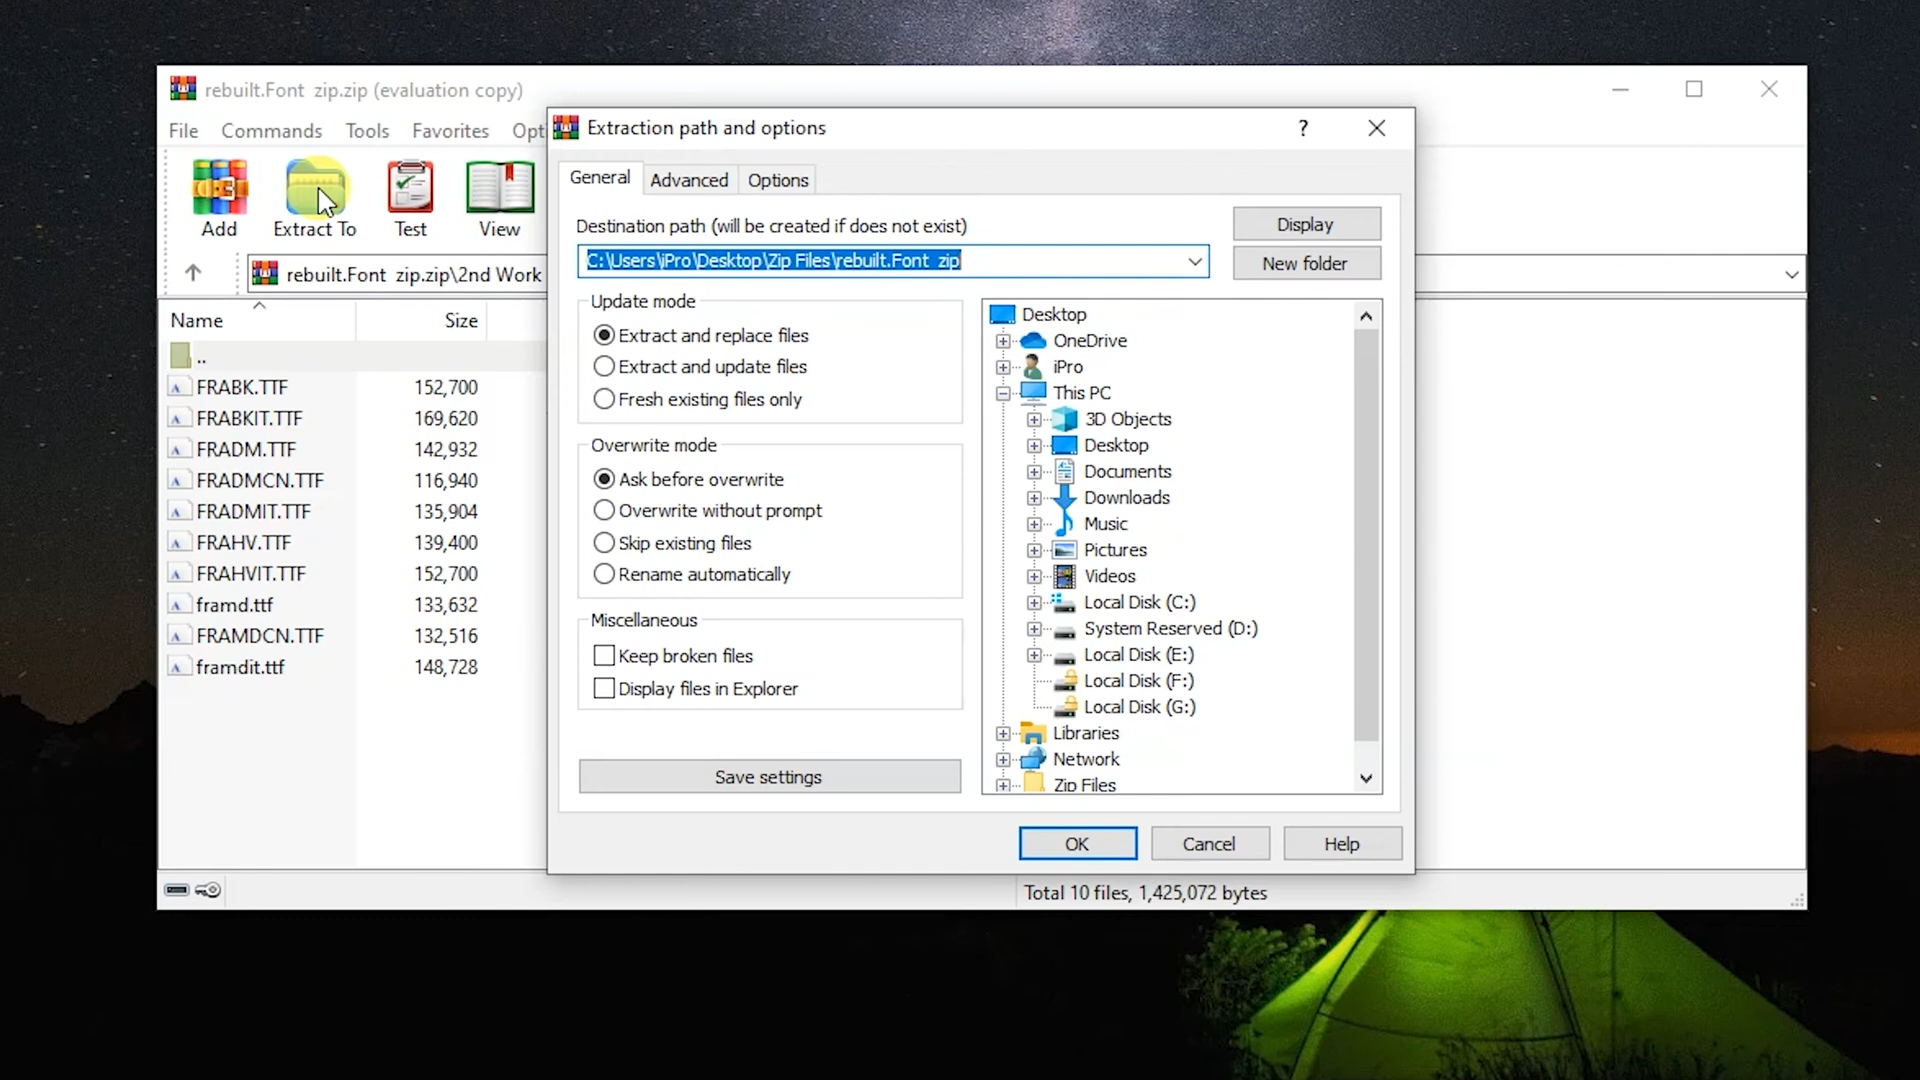 rebuilt.Font  zip.zip (evaluation copy)
File Commands Tools Favorites Opt
Add Extract To Test View
rebuilt.Font  zip.zip\2nd Work
Name Size
..
FRABK.TTF 152,700
FRABKIT.TTF 169,620
FRADM.TTF 142,932
FRADMCN.TTF 116,940
FRADMIT.TTF 135,904
FRAHV.TTF 139,400
FRAHVIT.TTF 152,700
framd.ttf 133,632
FRAMDCN.TTF 132,516
framdit.ttf 148,728
Total 10 files, 1,425,072 bytes
Extraction path and options ?
General Advanced Options
Destination path (will be created if does not exist)
C:\Users\iPro\Desktop\Zip Files\rebuilt.Font  zip
Display
New folder
Update mode
Extract and replace files
Extract and update files
Fresh existing files only
Overwrite mode
Ask before overwrite
Overwrite without prompt
Skip existing files
Rename automatically
Miscellaneous
Keep broken files
Display files in Explorer
Save settings
Desktop
OneDrive
iPro
This PC
3D Objects
Desktop
Documents
Downloads
Music
Pictures
Videos
Local Disk (C:)
System Reserved (D:)
Local Disk (E:)
Local Disk (F:)
Local Disk (G:)
Libraries
Network
Zip Files
OK Cancel Help